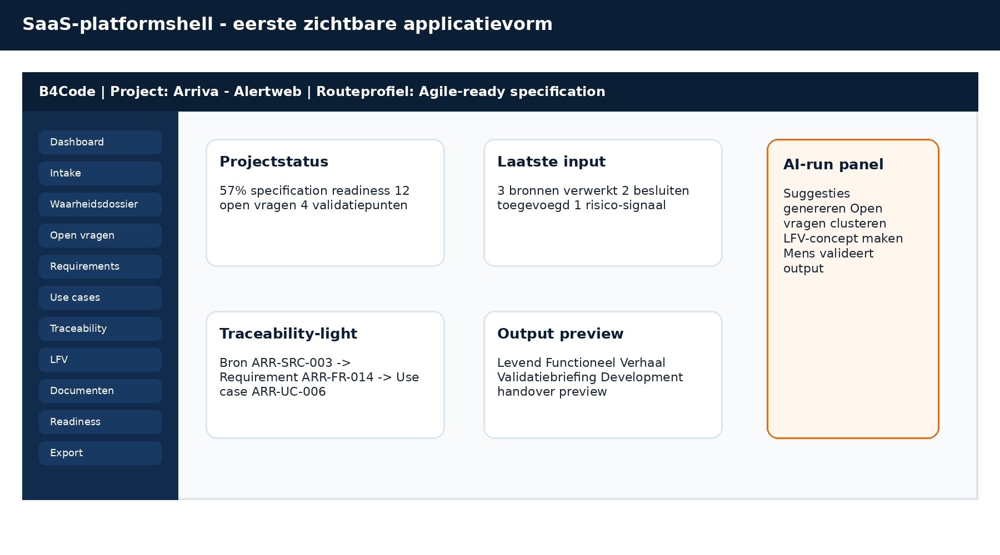 SaaS-platformshell - eerste zichtbare applicatievorm
B4Code | Project: Arriva - Alertweb | Routeprofiel: Agile-ready specification
Dashboard
Intake
Waarheidsdossier
Open vragen
Requirements
Use cases
Traceability
LFV
Documenten
Readiness
Export
Projectstatus
57% specification readiness 12
open vragen 4 validatiepunten
Laatste input
3 bronnen verwerkt 2 besluiten
toegevoegd 1 risico-signaal
Traceability-light
Bron ARR-SRC-003 ->
Requirement ARR-FR-014 -> Use
case ARR-UC-006
Output preview
Levend Functioneel Verhaal
Validatiebriefing Development
handover preview
AI-run panel
Suggesties
genereren Open
vragen clusteren
LFV-concept maken
Mens valideert
output